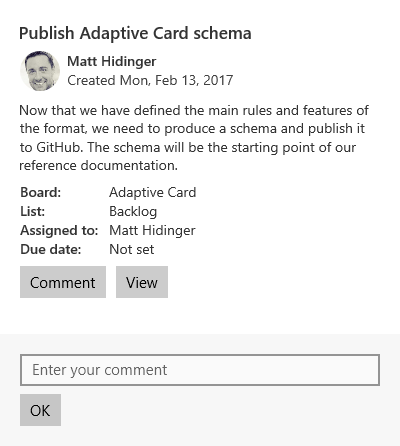 Publish Adaptive Card schema
Matt Hidinger
Created Mon, Feb 13, 2017
Now that we have defined the main rules and features of
the format, we need to produce a schema and publish it
to GitHub. The schema will be the starting point of our
reference documentation.
Board: Adaptive Card
List: Backlog
Assigned to: Matt Hidinger
Due date: Not set
Comment View
Enter your comment
OK